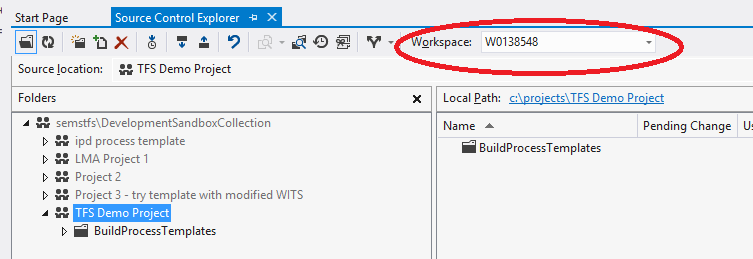 Start Page Source Control Explorer
Workspace: W0138548
Source location: TFS Demo Project
Folders
Local Path: c:\projects\TFS Demo Project
semstfs\DevelopmentSandboxCollection
Name Pending Change Us
ipd process template
BuildProcessTemplates
LMA Project 1
Project 2
Project 3 - try template with modified WITS
TFS Demo Project
BuildProcessTemplates